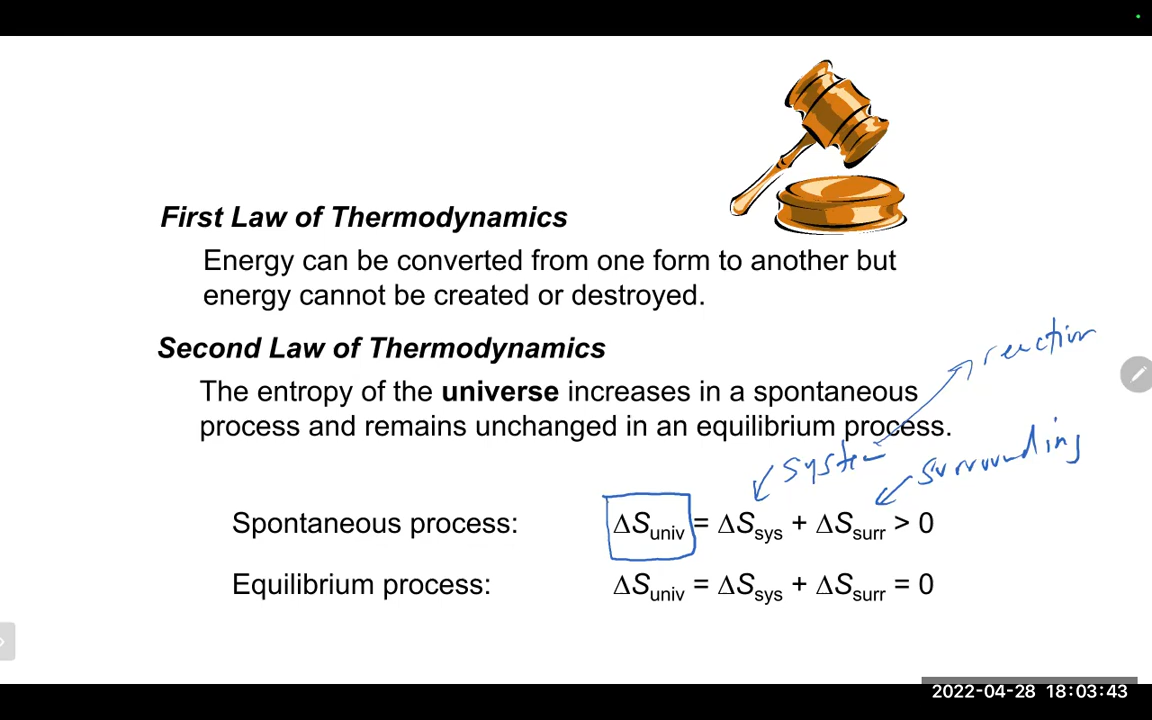 First Law of Thermodynamics
Energy can be converted from one form to another but
energy cannot be created or destroyed.
Second Law of Thermodynamics
reaction
The entropy of the universe increases in a spontaneous
process and remains unchanged in an equilibrium process.
system
surrounding
Spontaneous process: ΔSuniv = ΔSsys + ΔSsurr > 0
Equilibrium process: ΔSuniv = ΔSsys + ΔSsurr = 0
2022-04-28 18:03:43